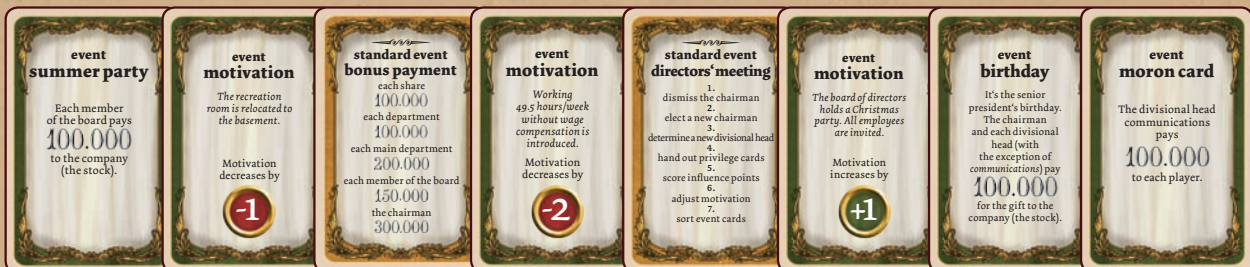 event
summer party
Each member
of the board pays
100.000
to the company
(the stock).
event
motivation
The recreation
room is relocated to
the basement.
Motivation
decreases by
-1
standard event
bonus payment
each share
100.000
each department
100.000
each main department
200.000
each member of the board
150.000
the chairman
300.000
event
motivation
Working
49.5 hours/week
without wage
compensation is
introduced.
Motivation
decreases by
-2
standard event
directors'meeting
1.
dismiss the chairman
2.
elect a new chairman
3.
determine a new divisional head
4.
hand out privilege cards
5.
score influence points
6.
adjust motivation
7.
sort event cards
event
motivation
The board of directors
holds a Christmas
party. All employees
are invited.
Motivation
increases by
+1
event
birthday
It's the senior
president's birthday.
The chairman
and each divisional
head (with
the exception of
communications) pay
100.000
for the gift to the
company (the stock).
event
moron card
The divisional head
communications
pays
100.000
to each player.